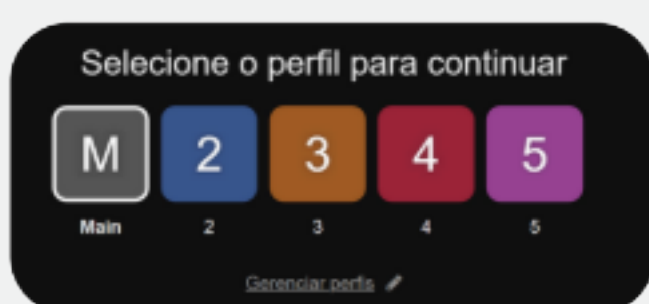 Selecione o perfil para continuar
M 2 3 4 5
Main 2 3 4 5
Gerenciar perfis